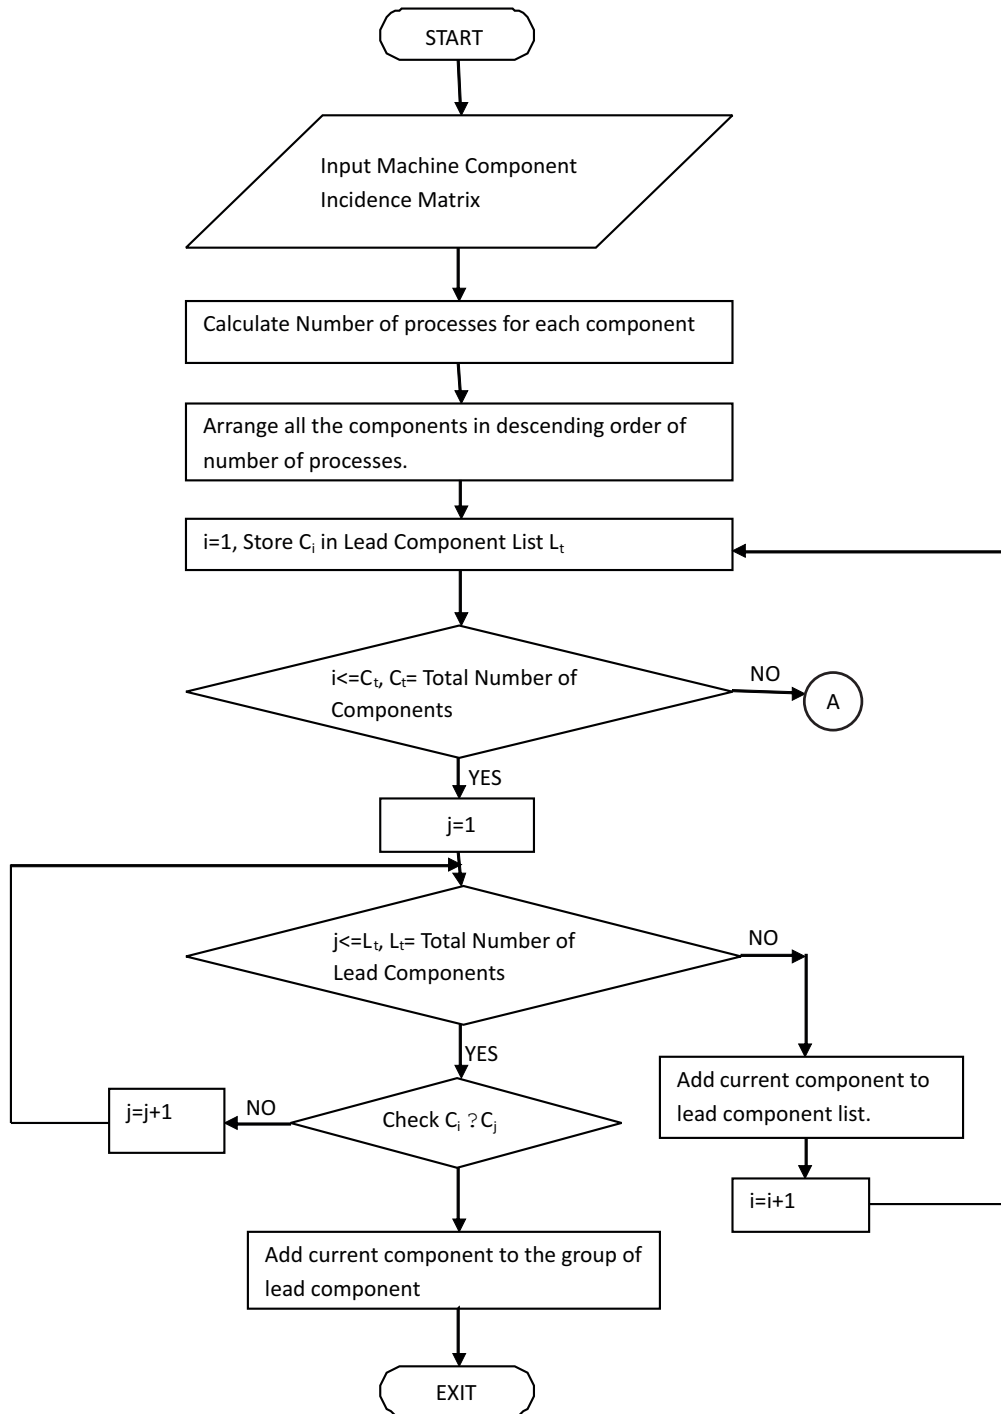 START
Input Machine Component
Incidence Matrix
Calculate Number of processes for each component
Arrange all the components in descending order of
number of processes.
i=1, Store Cᵢ in Lead Component List Lₜ
i<=Cₜ, Cₜ= Total Number of
Components
NO
A
YES
j=1
j<=Lₜ, Lₜ= Total Number of
Lead Components
NO
YES
Add current component to
lead component list.
j=j+1
NO
Check Cᵢ ?Cⱼ
i=i+1
Add current component to the group of
lead component
EXIT